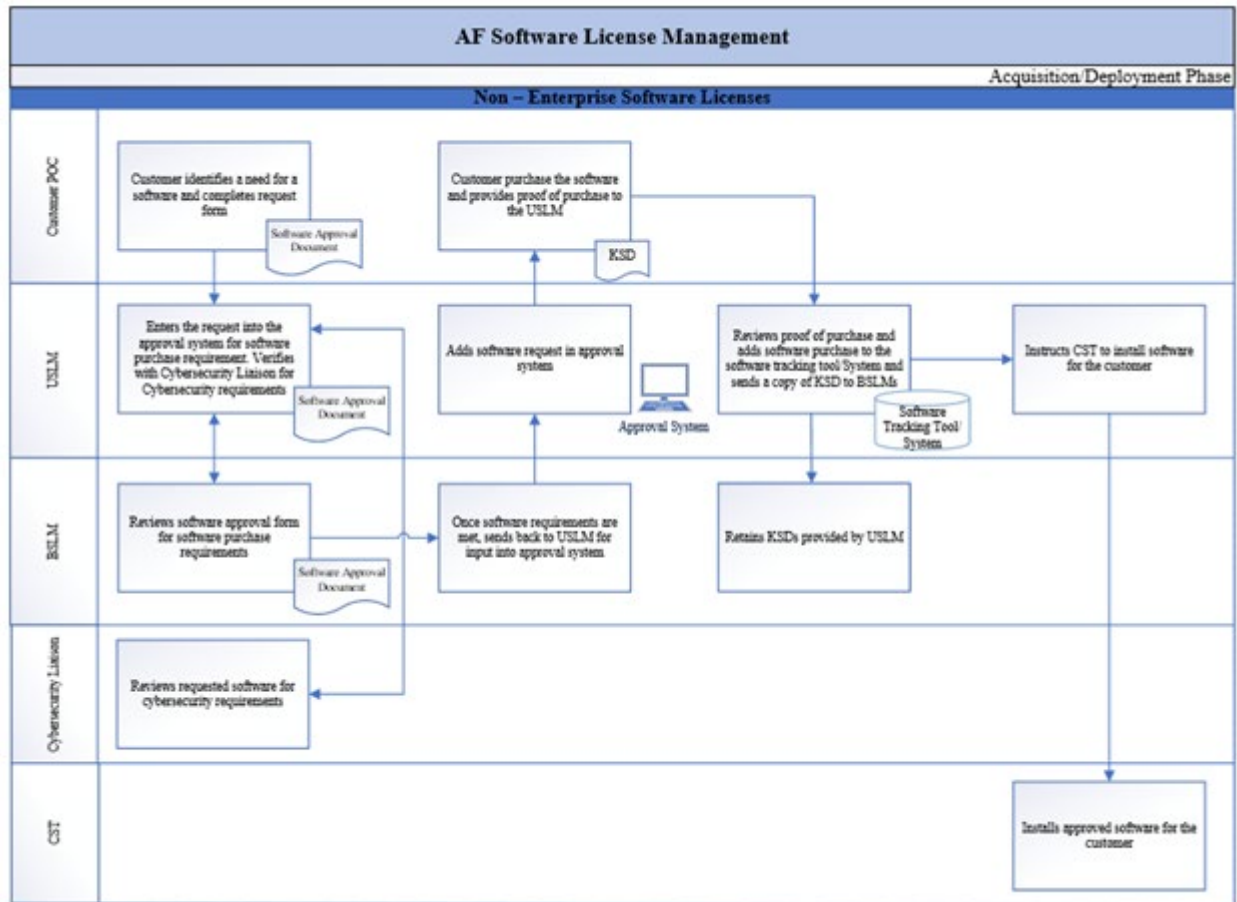 AF Software License Management
Acquisition/Deployment Phase
Non – Enterprise Software Licenses
Customer POC
Customer identifies a need for a
software and completes request
form
Software Approval
Document
Customer purchase the software
and provides proof of purchase to
the USLM
KSD
USLM
Enters the request into the
approval system for software
purchase requirement. Verifies
with Cybersecurity Liaison for
Cybersecurity requirements
Software Approval
Document
Adds software request in approval
system
Approval System
Reviews proof of purchase and
adds software purchase to the
software tracking tool/System and
sends a copy of KSD to BSLMs
Software
Tracking Tool/
System
Instructs CST to install software
for the customer
BSLM
Reviews software approval form
for software purchase
requirements
Software Approval
Document
Once software requirements are
met, sends back to USLM for
input into approval system
Retains KSDs provided by USLM
Cybersecurity Liaison
Reviews requested software for
cybersecurity requirements
CST
Installs approved software for the
customer